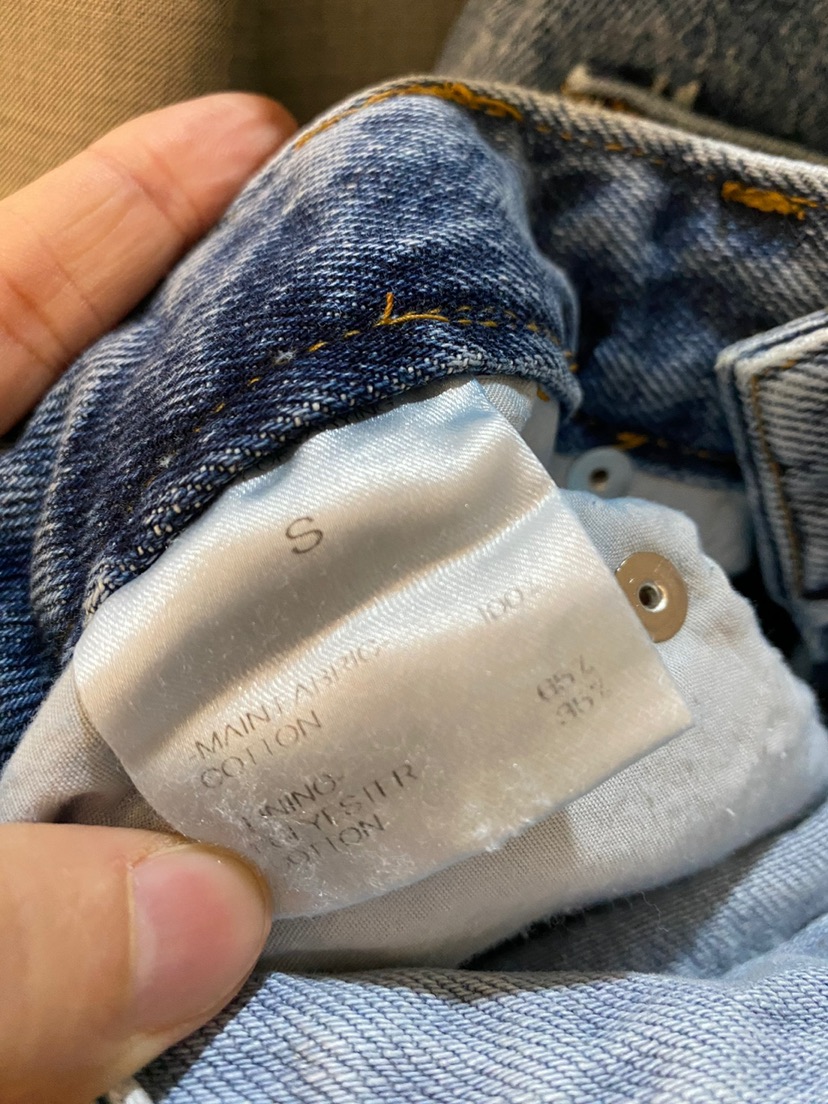 S
-MAIN FABRIC-
COTTON 100%
LINING-
POLYESTER 65%
COTTON 35%